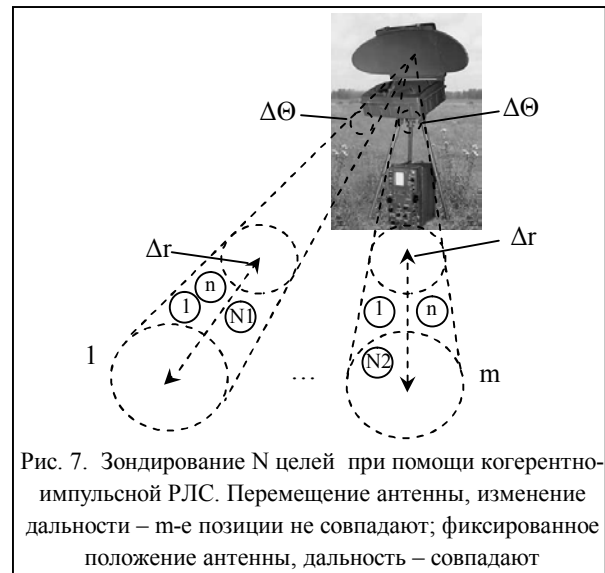 ΔΘ
ΔΘ
Δr
Δr
n
1
N1
1
n
1
N2
...
m
Рис. 7. Зондирование N целей при помощи когерентно-
импульсной РЛС. Перемещение антенны, изменение
дальности – m-е позиции не совпадают; фиксированное
положение антенны, дальность – совпадают